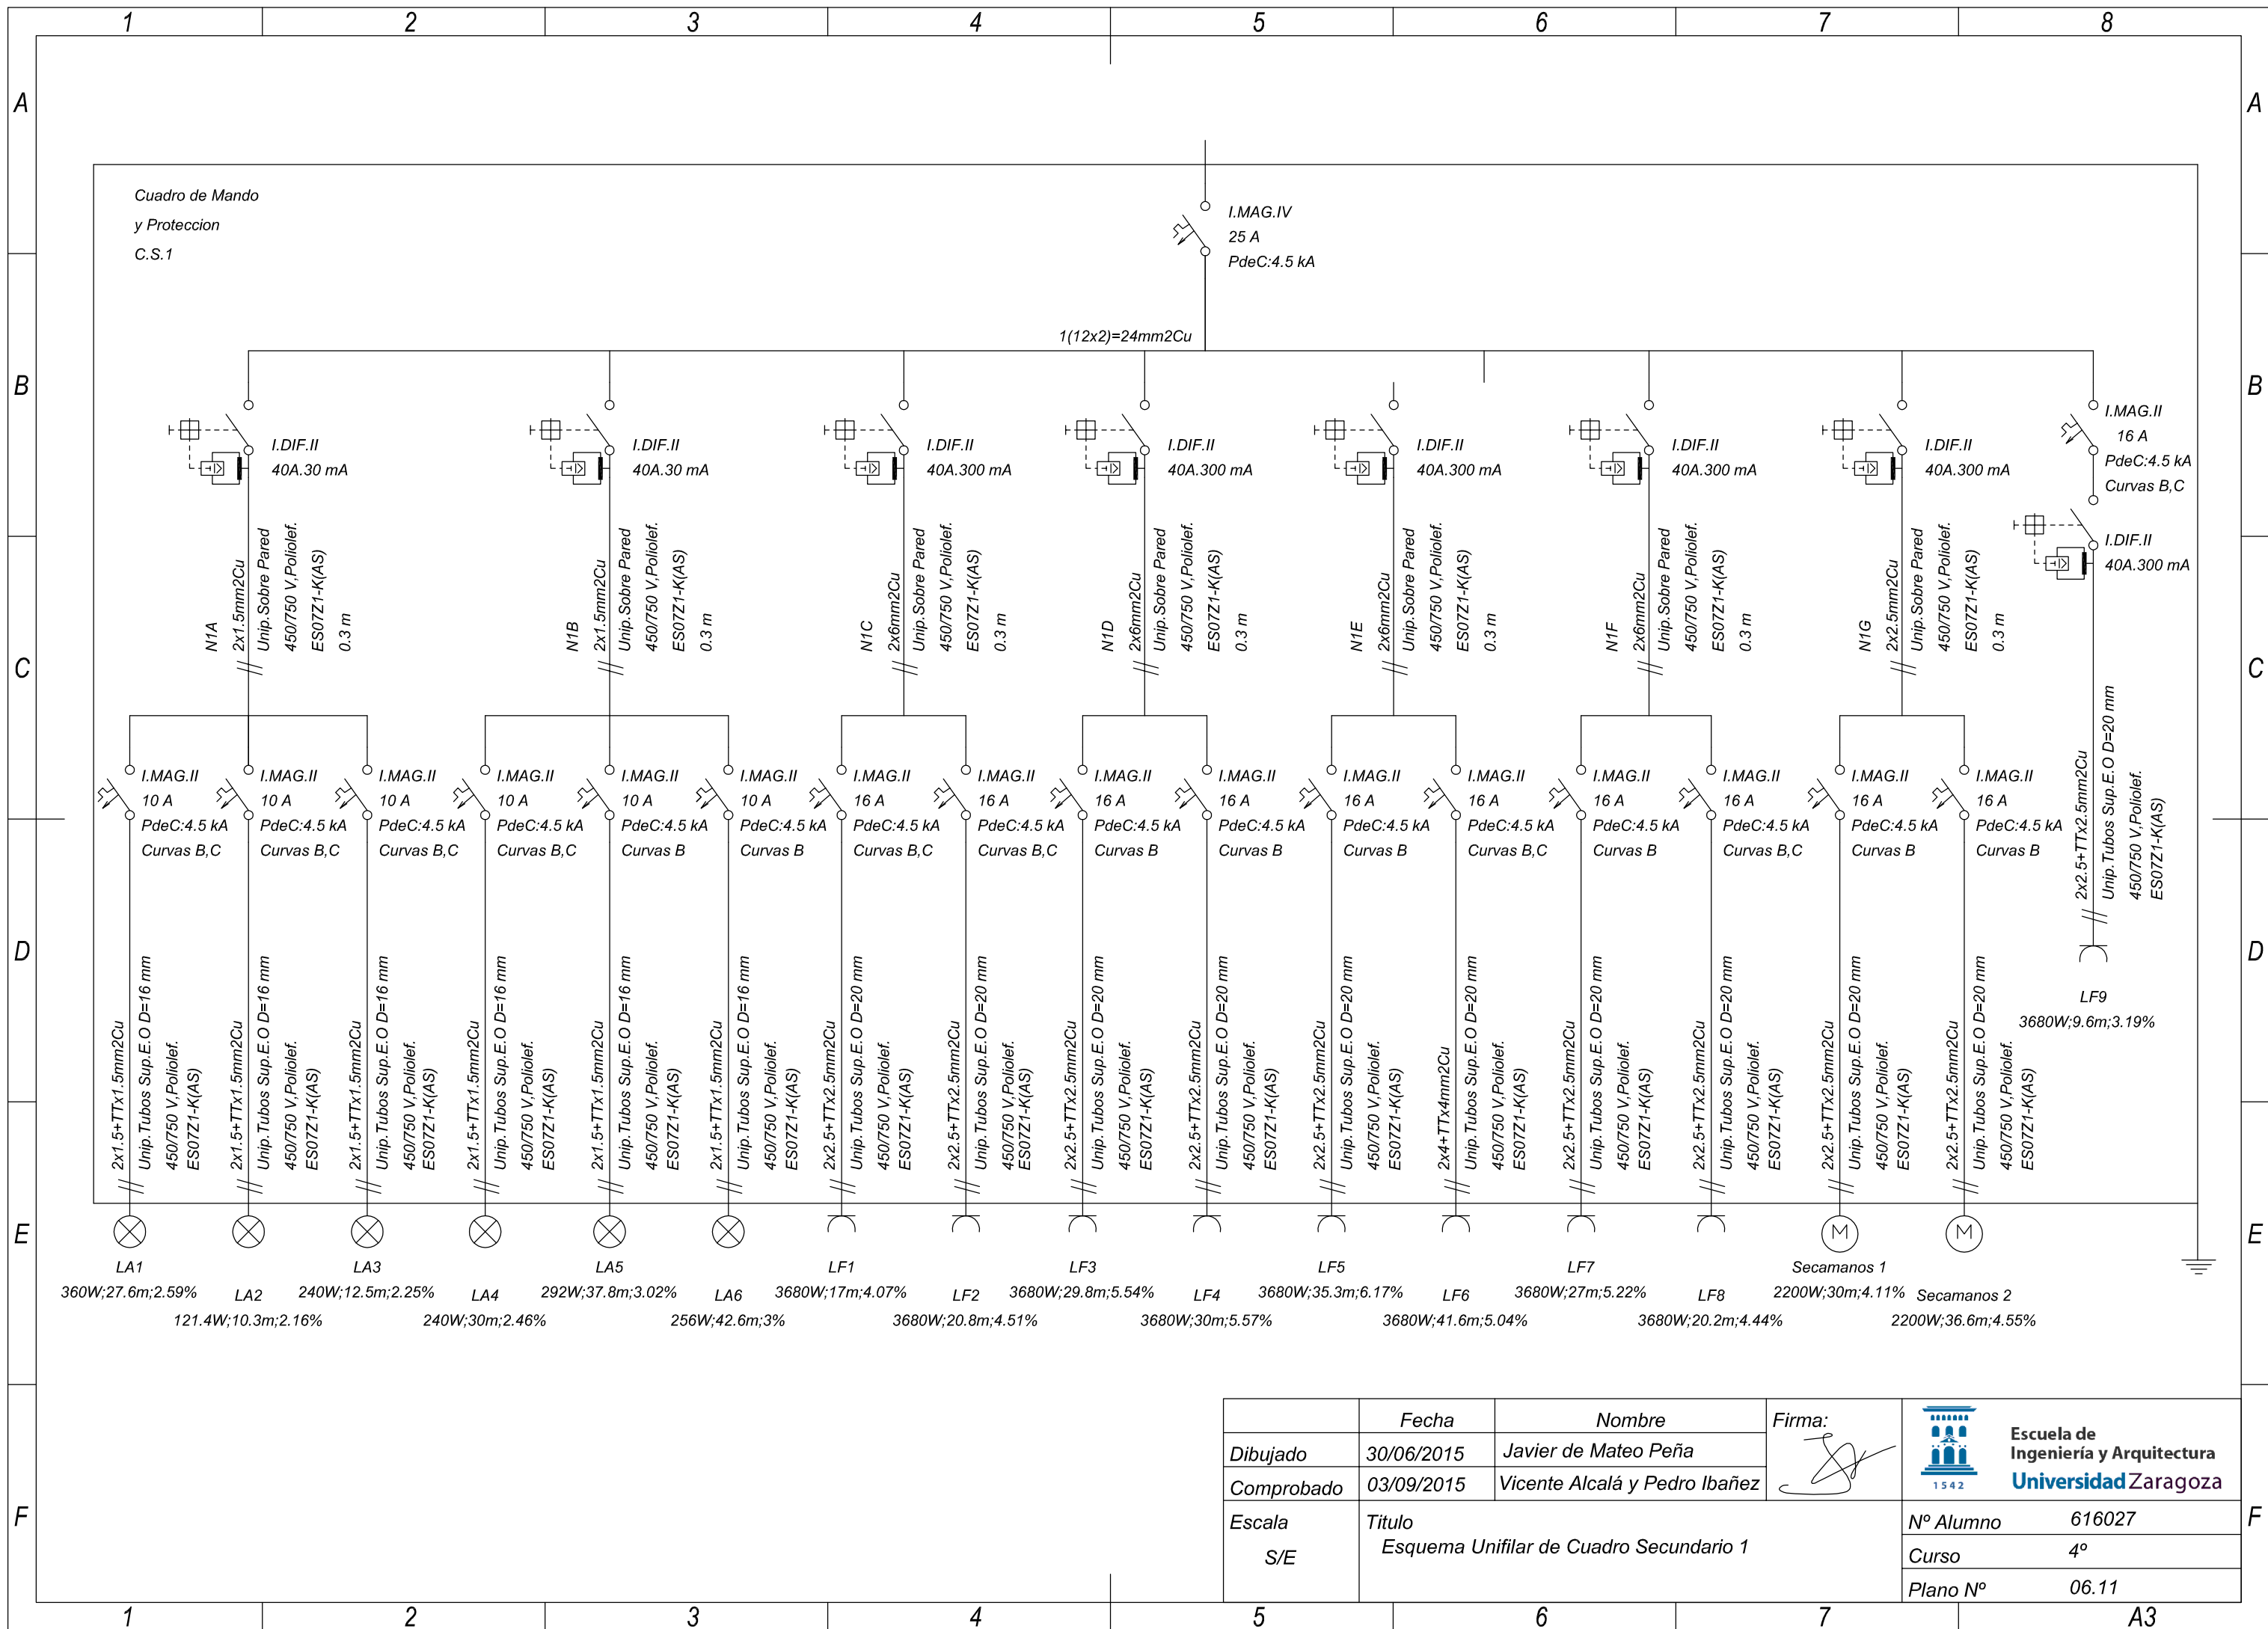 1 2 3 4 5 6 7 8
A A
Cuadro de Mando
y Proteccion
C.S.1
I.MAG.IV
25 A
PdeC:4.5 kA
1(12x2)=24mm2Cu
B B
I.DIF.II
40A.30 mA
I.DIF.II
40A.30 mA
I.DIF.II
40A.300 mA
I.DIF.II
40A.300 mA
I.DIF.II
40A.300 mA
I.DIF.II
40A.300 mA
I.DIF.II
40A.300 mA
I.MAG.II
16 A
PdeC:4.5 kA
Curvas B,C
I.DIF.II
40A.300 mA
C C
N1A
2x1.5mm2Cu
Unip.Sobre Pared
450/750 V,Poliolef.
ES07Z1-K(AS)
0.3 m
N1B
2x1.5mm2Cu
Unip.Sobre Pared
450/750 V,Poliolef.
ES07Z1-K(AS)
0.3 m
N1C
2x6mm2Cu
Unip.Sobre Pared
450/750 V,Poliolef.
ES07Z1-K(AS)
0.3 m
N1D
2x6mm2Cu
Unip.Sobre Pared
450/750 V,Poliolef.
ES07Z1-K(AS)
0.3 m
N1E
2x6mm2Cu
Unip.Sobre Pared
450/750 V,Poliolef.
ES07Z1-K(AS)
0.3 m
N1F
2x6mm2Cu
Unip.Sobre Pared
450/750 V,Poliolef.
ES07Z1-K(AS)
0.3 m
N1G
2x2.5mm2Cu
Unip.Sobre Pared
450/750 V,Poliolef.
ES07Z1-K(AS)
0.3 m
2x2.5+TTx2.5mm2Cu
Unip.Tubos Sup.E.O D=20 mm
450/750 V,Poliolef.
ES07Z1-K(AS)
LF9
3680W;9.6m;3.19%
I.MAG.II
10 A
PdeC:4.5 kA
Curvas B,C
I.MAG.II
10 A
PdeC:4.5 kA
Curvas B,C
I.MAG.II
10 A
PdeC:4.5 kA
Curvas B,C
I.MAG.II
10 A
PdeC:4.5 kA
Curvas B,C
I.MAG.II
10 A
PdeC:4.5 kA
Curvas B
I.MAG.II
10 A
PdeC:4.5 kA
Curvas B
I.MAG.II
16 A
PdeC:4.5 kA
Curvas B,C
I.MAG.II
16 A
PdeC:4.5 kA
Curvas B,C
I.MAG.II
16 A
PdeC:4.5 kA
Curvas B
I.MAG.II
16 A
PdeC:4.5 kA
Curvas B
I.MAG.II
16 A
PdeC:4.5 kA
Curvas B
I.MAG.II
16 A
PdeC:4.5 kA
Curvas B,C
I.MAG.II
16 A
PdeC:4.5 kA
Curvas B
I.MAG.II
16 A
PdeC:4.5 kA
Curvas B,C
I.MAG.II
16 A
PdeC:4.5 kA
Curvas B
I.MAG.II
16 A
PdeC:4.5 kA
Curvas B
D D
2x1.5+TTx1.5mm2Cu
Unip.Tubos Sup.E.O D=16 mm
450/750 V,Poliolef.
ES07Z1-K(AS)
2x1.5+TTx1.5mm2Cu
Unip.Tubos Sup.E.O D=16 mm
450/750 V,Poliolef.
ES07Z1-K(AS)
2x1.5+TTx1.5mm2Cu
Unip.Tubos Sup.E.O D=16 mm
450/750 V,Poliolef.
ES07Z1-K(AS)
2x1.5+TTx1.5mm2Cu
Unip.Tubos Sup.E.O D=16 mm
450/750 V,Poliolef.
ES07Z1-K(AS)
2x1.5+TTx1.5mm2Cu
Unip.Tubos Sup.E.O D=16 mm
450/750 V,Poliolef.
ES07Z1-K(AS)
2x1.5+TTx1.5mm2Cu
Unip.Tubos Sup.E.O D=16 mm
450/750 V,Poliolef.
ES07Z1-K(AS)
2x2.5+TTx2.5mm2Cu
Unip.Tubos Sup.E.O D=20 mm
450/750 V,Poliolef.
ES07Z1-K(AS)
2x2.5+TTx2.5mm2Cu
Unip.Tubos Sup.E.O D=20 mm
450/750 V,Poliolef.
ES07Z1-K(AS)
2x2.5+TTx2.5mm2Cu
Unip.Tubos Sup.E.O D=20 mm
450/750 V,Poliolef.
ES07Z1-K(AS)
2x2.5+TTx2.5mm2Cu
Unip.Tubos Sup.E.O D=20 mm
450/750 V,Poliolef.
ES07Z1-K(AS)
2x2.5+TTx2.5mm2Cu
Unip.Tubos Sup.E.O D=20 mm
450/750 V,Poliolef.
ES07Z1-K(AS)
2x4+TTx4mm2Cu
Unip.Tubos Sup.E.O D=20 mm
450/750 V,Poliolef.
ES07Z1-K(AS)
2x2.5+TTx2.5mm2Cu
Unip.Tubos Sup.E.O D=20 mm
450/750 V,Poliolef.
ES07Z1-K(AS)
2x2.5+TTx2.5mm2Cu
Unip.Tubos Sup.E.O D=20 mm
450/750 V,Poliolef.
ES07Z1-K(AS)
2x2.5+TTx2.5mm2Cu
Unip.Tubos Sup.E.O D=20 mm
450/750 V,Poliolef.
ES07Z1-K(AS)
2x2.5+TTx2.5mm2Cu
Unip.Tubos Sup.E.O D=20 mm
450/750 V,Poliolef.
ES07Z1-K(AS)
E E
M M
LA1
360W;27.6m;2.59%
LA2
121.4W;10.3m;2.16%
LA3
240W;12.5m;2.25%
LA4
240W;30m;2.46%
LA5
292W;37.8m;3.02%
LA6
256W;42.6m;3%
LF1
3680W;17m;4.07%
LF2
3680W;20.8m;4.51%
LF3
3680W;29.8m;5.54%
LF4
3680W;30m;5.57%
LF5
3680W;35.3m;6.17%
LF6
3680W;41.6m;5.04%
LF7
3680W;27m;5.22%
LF8
3680W;20.2m;4.44%
Secamanos 1
2200W;30m;4.11%
Secamanos 2
2200W;36.6m;4.55%
F F
Fecha Nombre Firma:
Dibujado 30/06/2015 Javier de Mateo Peña
Comprobado 03/09/2015 Vicente Alcalá y Pedro Ibañez
1542
Escuela de
Ingeniería y Arquitectura
Universidad Zaragoza
Escala
S/E
Titulo
Esquema Unifilar de Cuadro Secundario 1
Nº Alumno 616027
Curso 4º
Plano Nº 06.11
1 2 3 4 5 6 7 A3